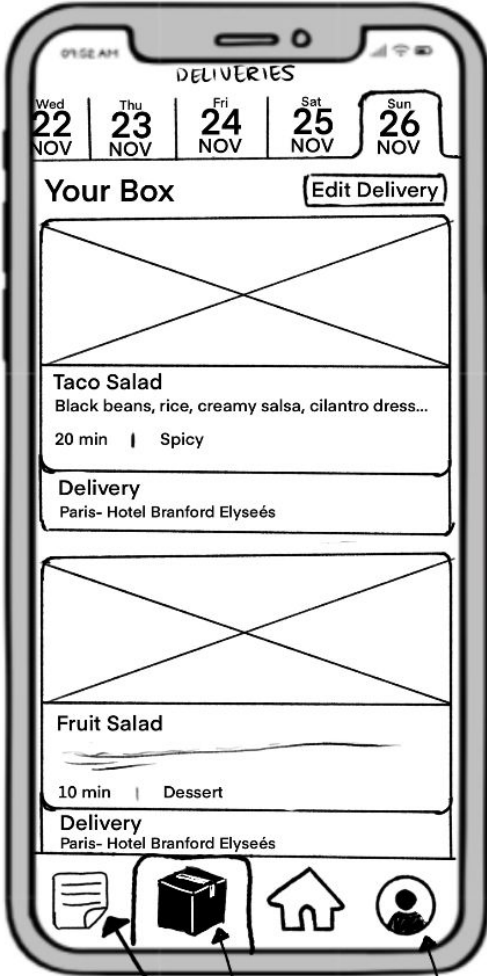 09:52 AM
DELIVERIES
Wed Thu Fri Sat Sun
22 23 24 25 26
NOV NOV NOV NOV NOV
Your Box Edit Delivery
Taco Salad
Black beans, rice, creamy salsa, cilantro dress...
20 min | Spicy
Delivery
Paris- Hotel Branford Elyseés
Fruit Salad
10 min | Dessert
Delivery
Paris- Hotel Branford Elyseés